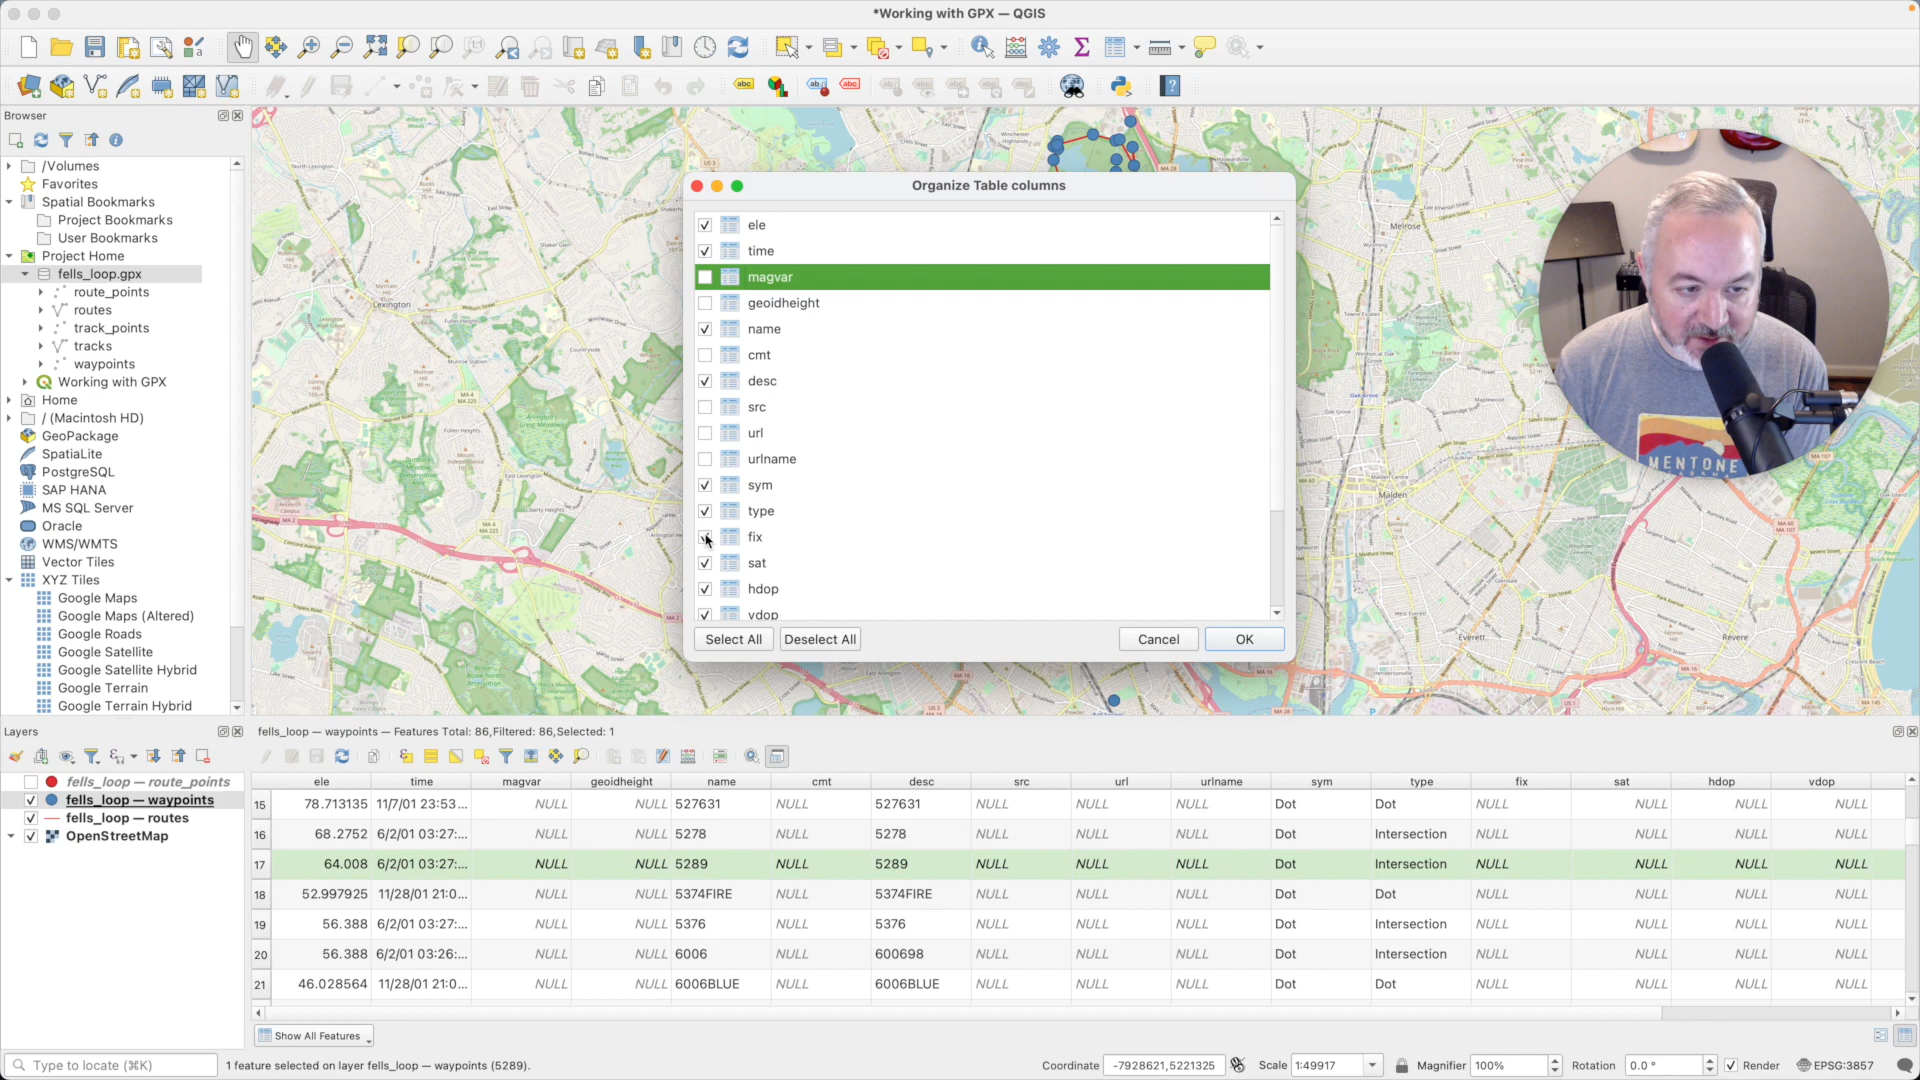 *Working with GPX — QGIS
Browser
/Volumes
Favorites
Spatial Bookmarks
Project Bookmarks
User Bookmarks
Project Home
fells_loop.gpx
route_points
routes
track_points
tracks
waypoints
Working with GPX
Home
/ (Macintosh HD)
GeoPackage
SpatiaLite
PostgreSQL
SAP HANA
MS SQL Server
Oracle
WMS/WMTS
Vector Tiles
XYZ Tiles
Google Maps
Google Maps (Altered)
Google Roads
Google Satellite
Google Satellite Hybrid
Google Terrain
Google Terrain Hybrid
Organize Table columns
ele
time
magvar
geoidheight
name
cmt
desc
src
url
urlname
sym
type
fix
sat
hdop
vdop
Select All
Deselect All
Cancel
OK
Lexington
Melrose
Malden
Everett
Revere
MENTONE
Layers
fells_loop — route_points
fells_loop — waypoints
fells_loop — routes
OpenStreetMap
fells_loop — waypoints — Features Total: 86,Filtered: 86,Selected: 1
ele time magvar geoidheight name cmt desc src url urlname sym type fix sat hdop vdop
15 78.713135 11/7/01 23:53... NULL NULL 527631 NULL 527631 NULL NULL NULL Dot Dot NULL NULL NULL NULL
16 68.2752 6/2/01 03:27:... NULL NULL 5278 NULL 5278 NULL NULL NULL Dot Intersection NULL NULL NULL NULL
17 64.008 6/2/01 03:27:... NULL NULL 5289 NULL 5289 NULL NULL NULL Dot Intersection NULL NULL NULL NULL
18 52.997925 11/28/01 21:0... NULL NULL 5374FIRE NULL 5374FIRE NULL NULL NULL Dot Dot NULL NULL NULL NULL
19 56.388 6/2/01 03:27:... NULL NULL 5376 NULL 5376 NULL NULL NULL Dot Intersection NULL NULL NULL NULL
20 56.388 6/2/01 03:26:... NULL NULL 6006 NULL 600698 NULL NULL NULL Dot Intersection NULL NULL NULL NULL
21 46.028564 11/28/01 21:0... NULL NULL 6006BLUE NULL 6006BLUE NULL NULL NULL Dot Dot NULL NULL NULL NULL
Show All Features
Type to locate (⌘K)
1 feature selected on layer fells_loop — waypoints (5289).
Coordinate -7928621,5221325
Scale 1:49917
Magnifier 100%
Rotation 0.0 °
Render
EPSG:3857